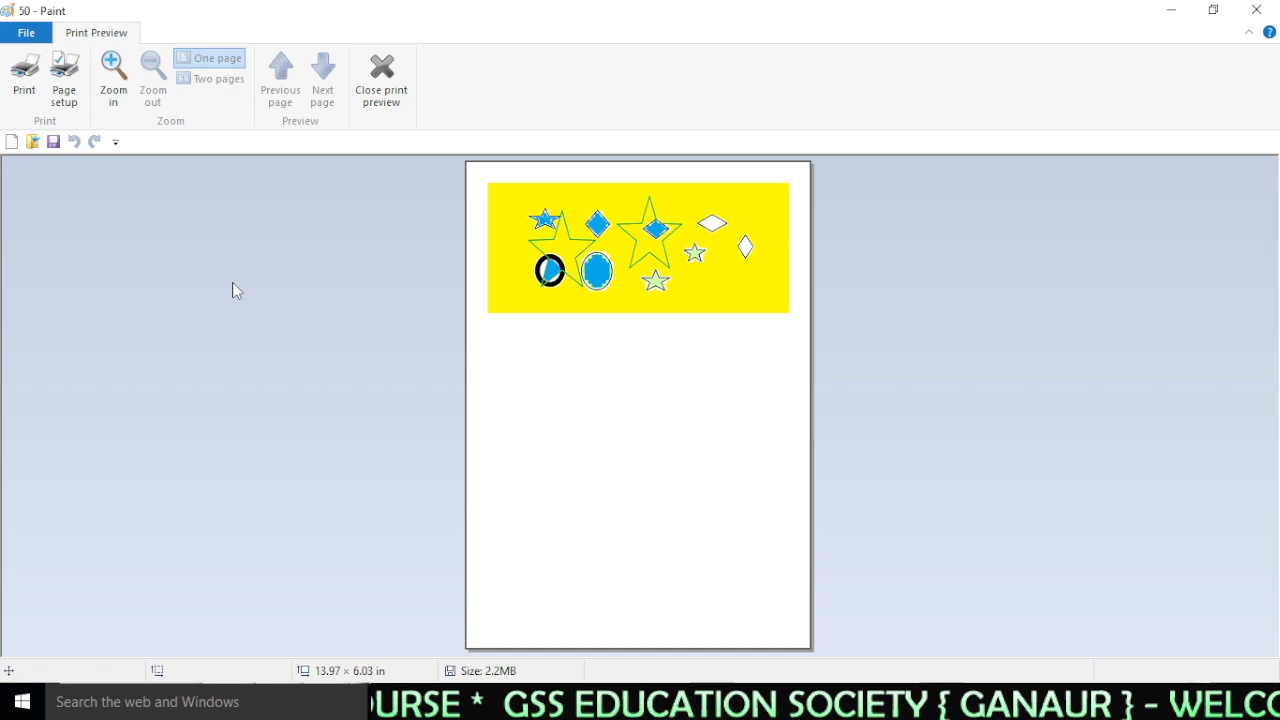 50 - Paint
File
Print Preview
Print
Page setup
Zoom in
Zoom out
One page
Two pages
Previous page
Next page
Close print preview
Print
Zoom
Preview
13.97 × 6.03 in
Size: 2.2MB
Search the web and Windows
OURSE * GSS EDUCATION SOCIETY { GANAUR } - WELCO